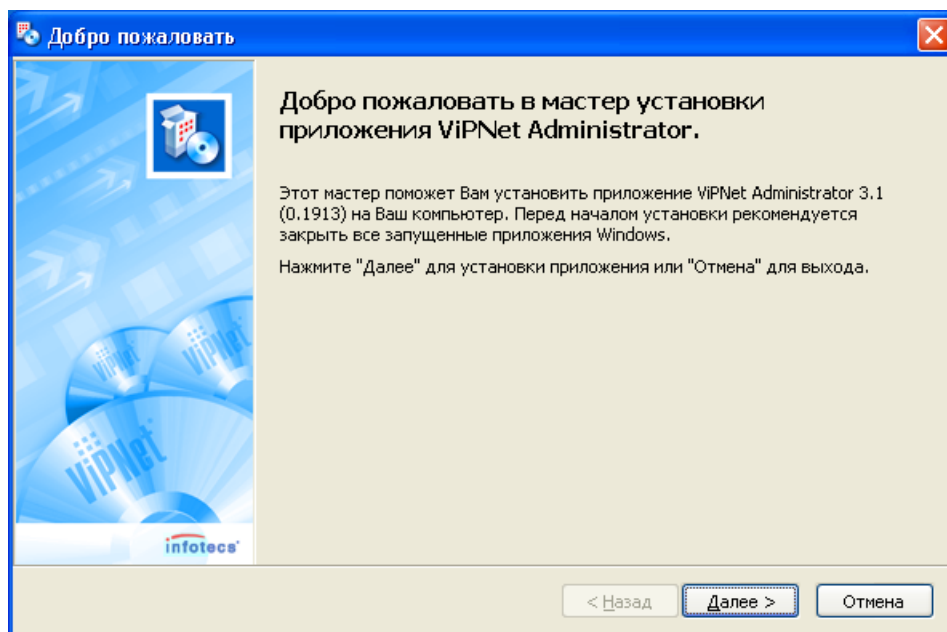 Добро пожаловать
Добро пожаловать в мастер установки
приложения ViPNet Administrator.
Этот мастер поможет Вам установить приложение ViPNet Administrator 3.1
(0.1913) на Ваш компьютер. Перед началом установки рекомендуется
закрыть все запущенные приложения Windows.
Нажмите "Далее" для установки приложения или "Отмена" для выхода.
ViPNet
ViPNet
ViPNet
infotecs
< Назад
Далее >
Отмена